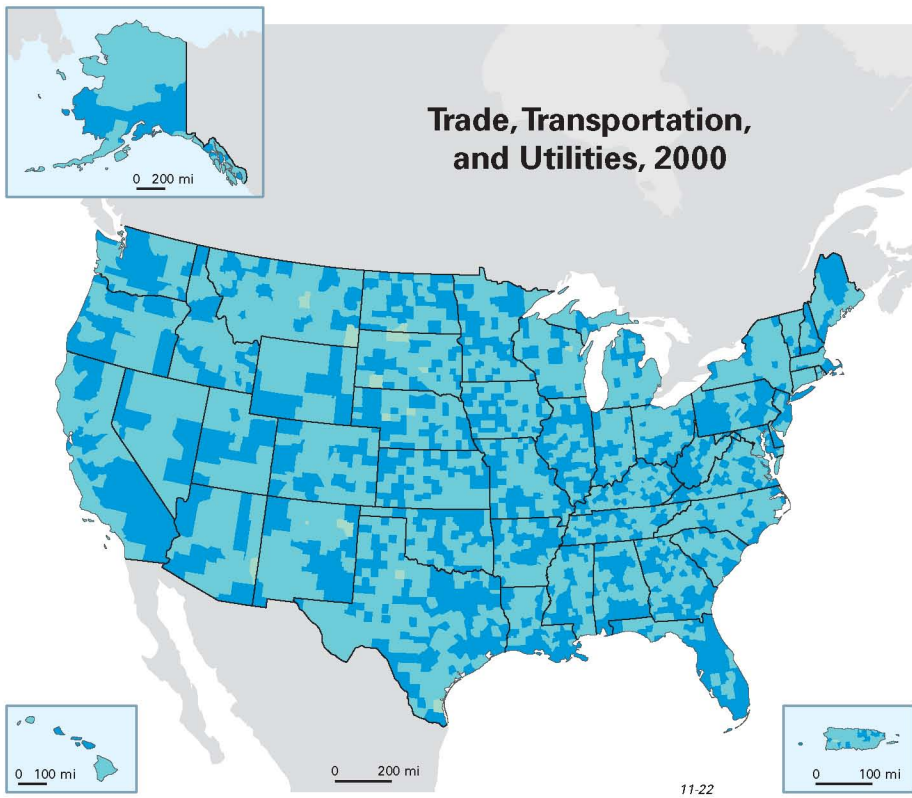 Trade, Transportation,
and Utilities, 2000
0 200 mi
0 100 mi
0 200 mi
0 100 mi
11-22